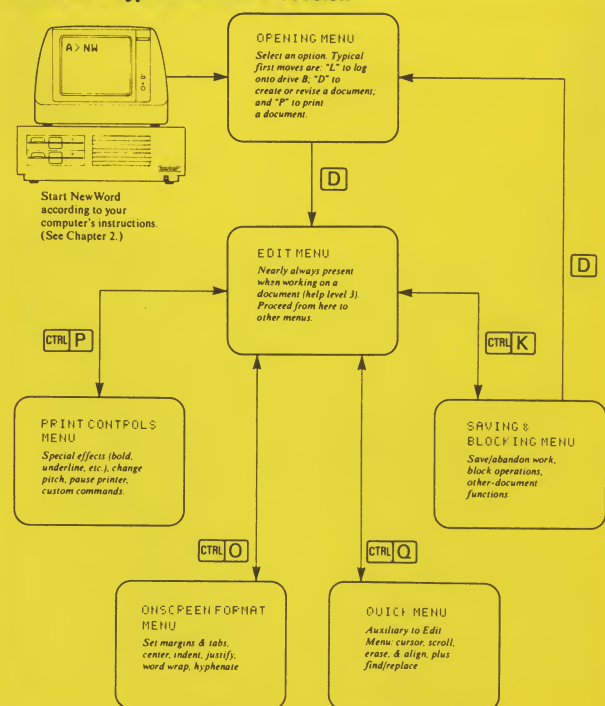 A>NW
OPENING MENU
Select an option. Typical
first moves are: "L" to log
onto drive B; "D" to
create or revise a document;
and "P" to print
a document.
Start NewWord
according to your
computer's instructions.
(See Chapter 2.)
D
EDIT MENU
Nearly always present
when working on a
document (help level 3).
Proceed from here to
other menus.
D
CTRL P
CTRL K
PRINT CONTROLS
MENU
Special effects (bold,
underline, etc.), change
pitch, pause printer,
custom commands.
SAVING &
BLOCKING MENU
Save/abandon work,
block operations,
other-document
functions
CTRL O
CTRL Q
ONSCREEN FORMAT
MENU
Set margins & tabs,
center, indent, justify,
word wrap, hyphenate
QUICK MENU
Auxiliary to Edit
Menu: cursor, scroll,
erase, & align, plus
find/replace